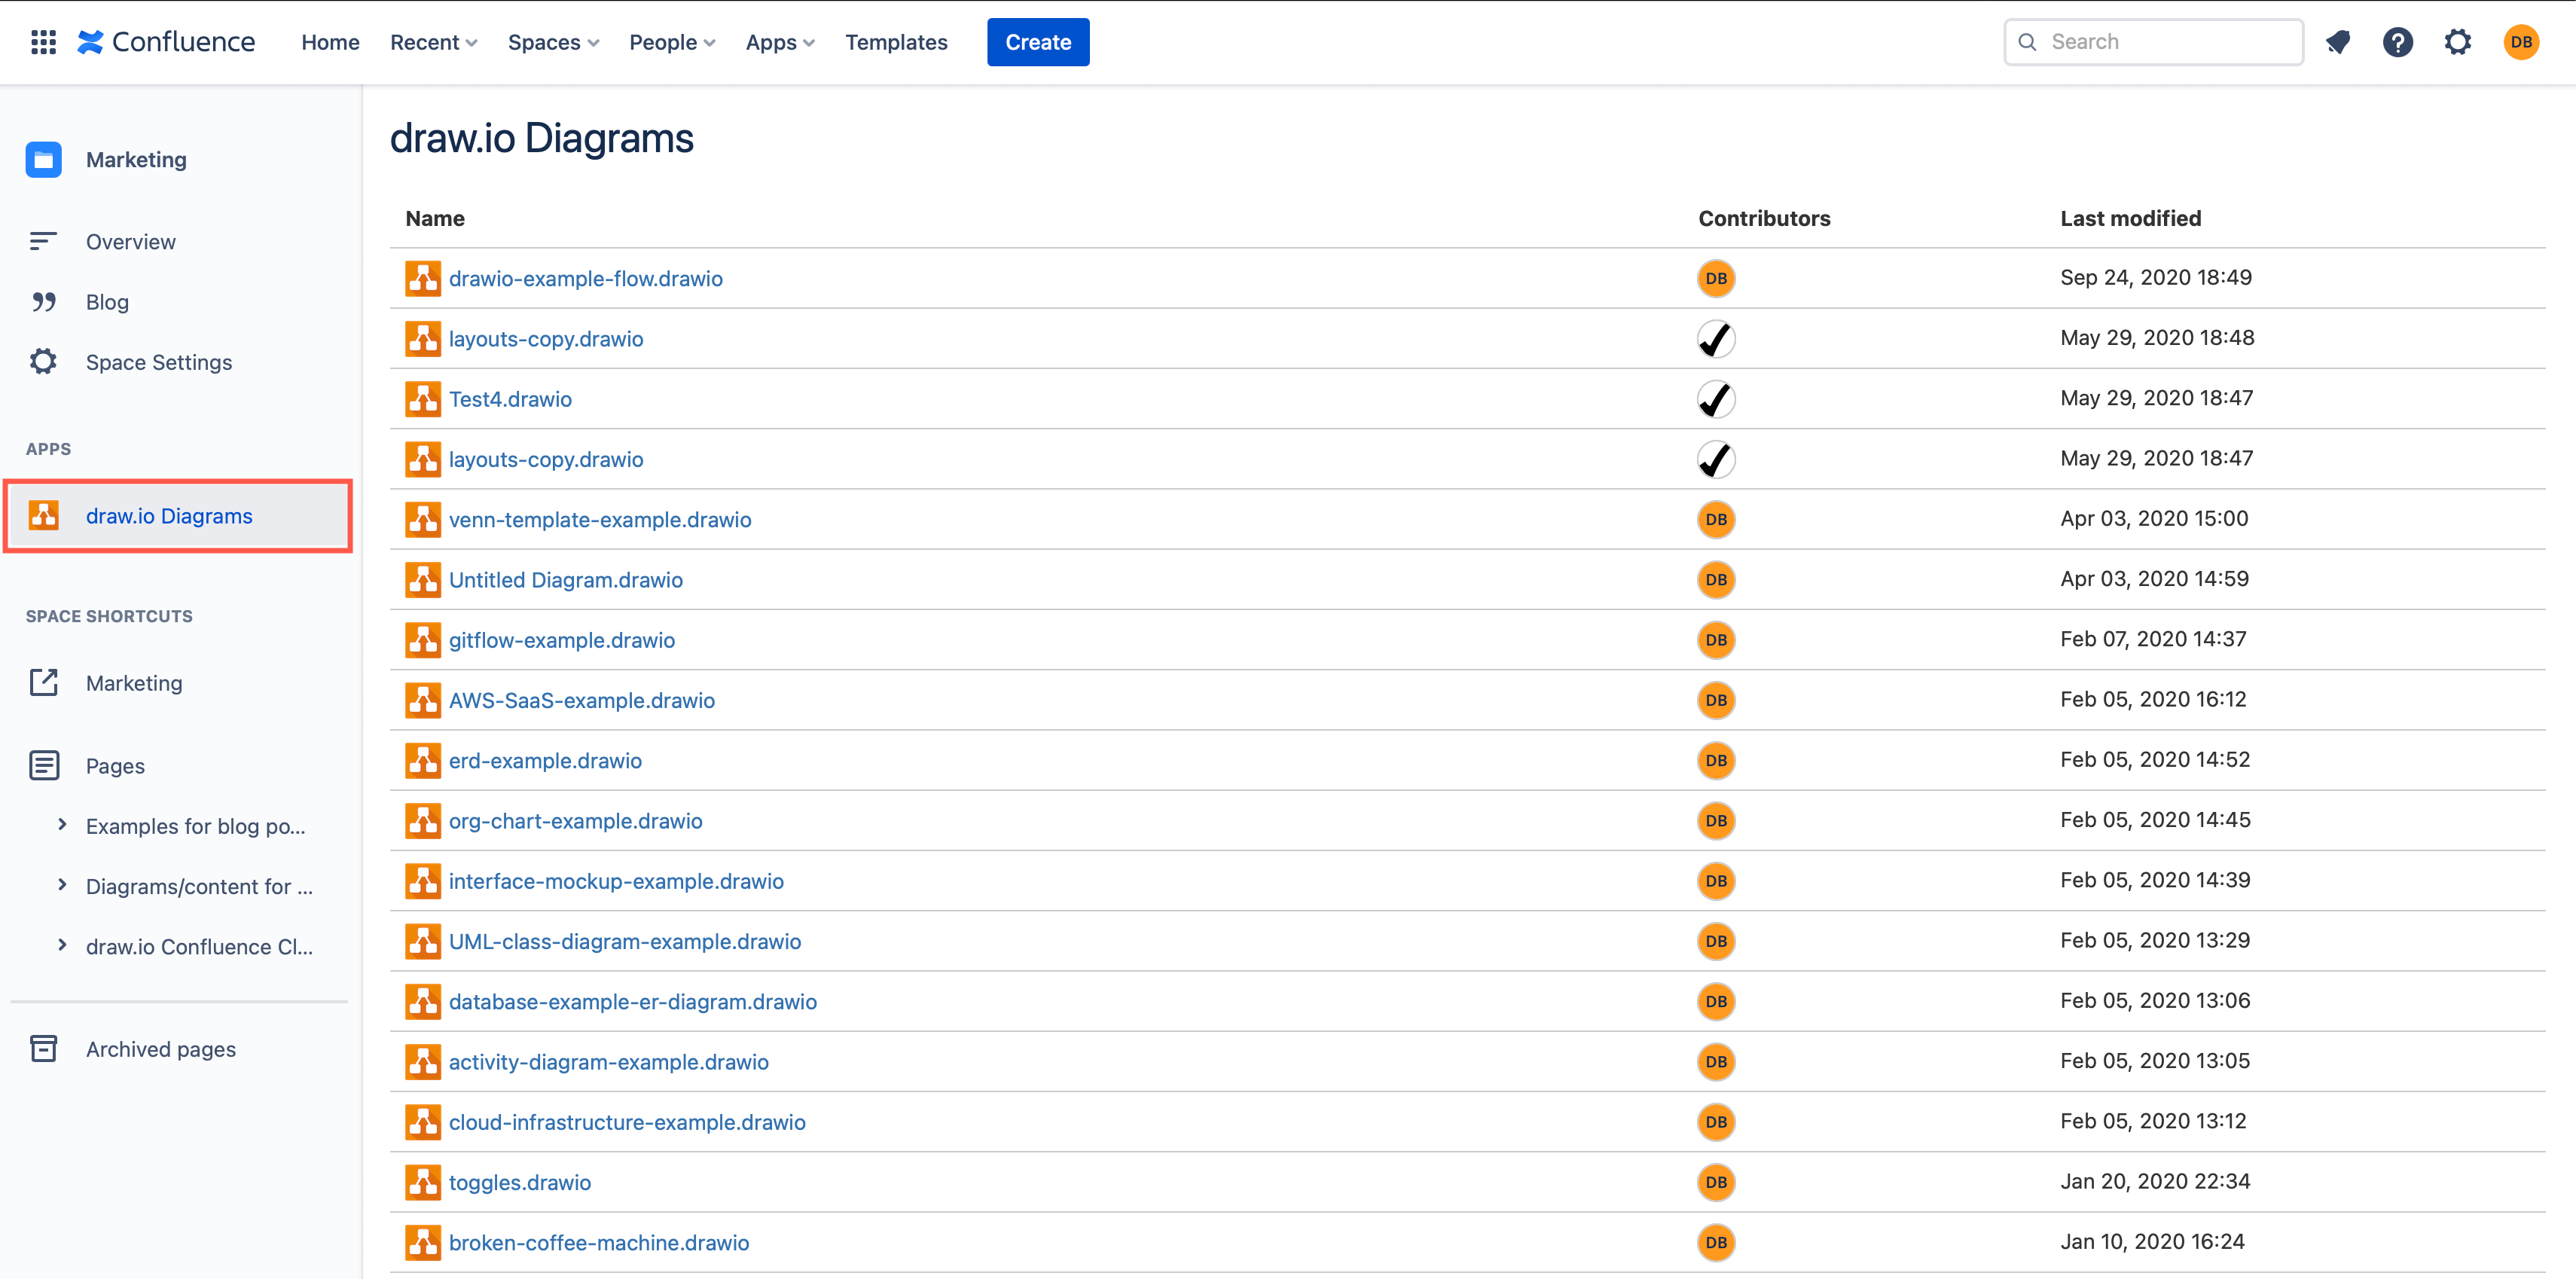 Confluence Home Recent Spaces People Apps Templates Create Search ? DB
Marketing
Overview
Blog
Space Settings
APPS
draw.io Diagrams
SPACE SHORTCUTS
Marketing
Pages
Examples for blog po...
Diagrams/content for ...
draw.io Confluence Cl...
Archived pages
draw.io Diagrams
Name Contributors Last modified
drawio-example-flow.drawio DB Sep 24, 2020 18:49
layouts-copy.drawio May 29, 2020 18:48
Test4.drawio May 29, 2020 18:47
layouts-copy.drawio May 29, 2020 18:47
venn-template-example.drawio DB Apr 03, 2020 15:00
Untitled Diagram.drawio DB Apr 03, 2020 14:59
gitflow-example.drawio DB Feb 07, 2020 14:37
AWS-SaaS-example.drawio DB Feb 05, 2020 16:12
erd-example.drawio DB Feb 05, 2020 14:52
org-chart-example.drawio DB Feb 05, 2020 14:45
interface-mockup-example.drawio DB Feb 05, 2020 14:39
UML-class-diagram-example.drawio DB Feb 05, 2020 13:29
database-example-er-diagram.drawio DB Feb 05, 2020 13:06
activity-diagram-example.drawio DB Feb 05, 2020 13:05
cloud-infrastructure-example.drawio DB Feb 05, 2020 13:12
toggles.drawio DB Jan 20, 2020 22:34
broken-coffee-machine.drawio DB Jan 10, 2020 16:24